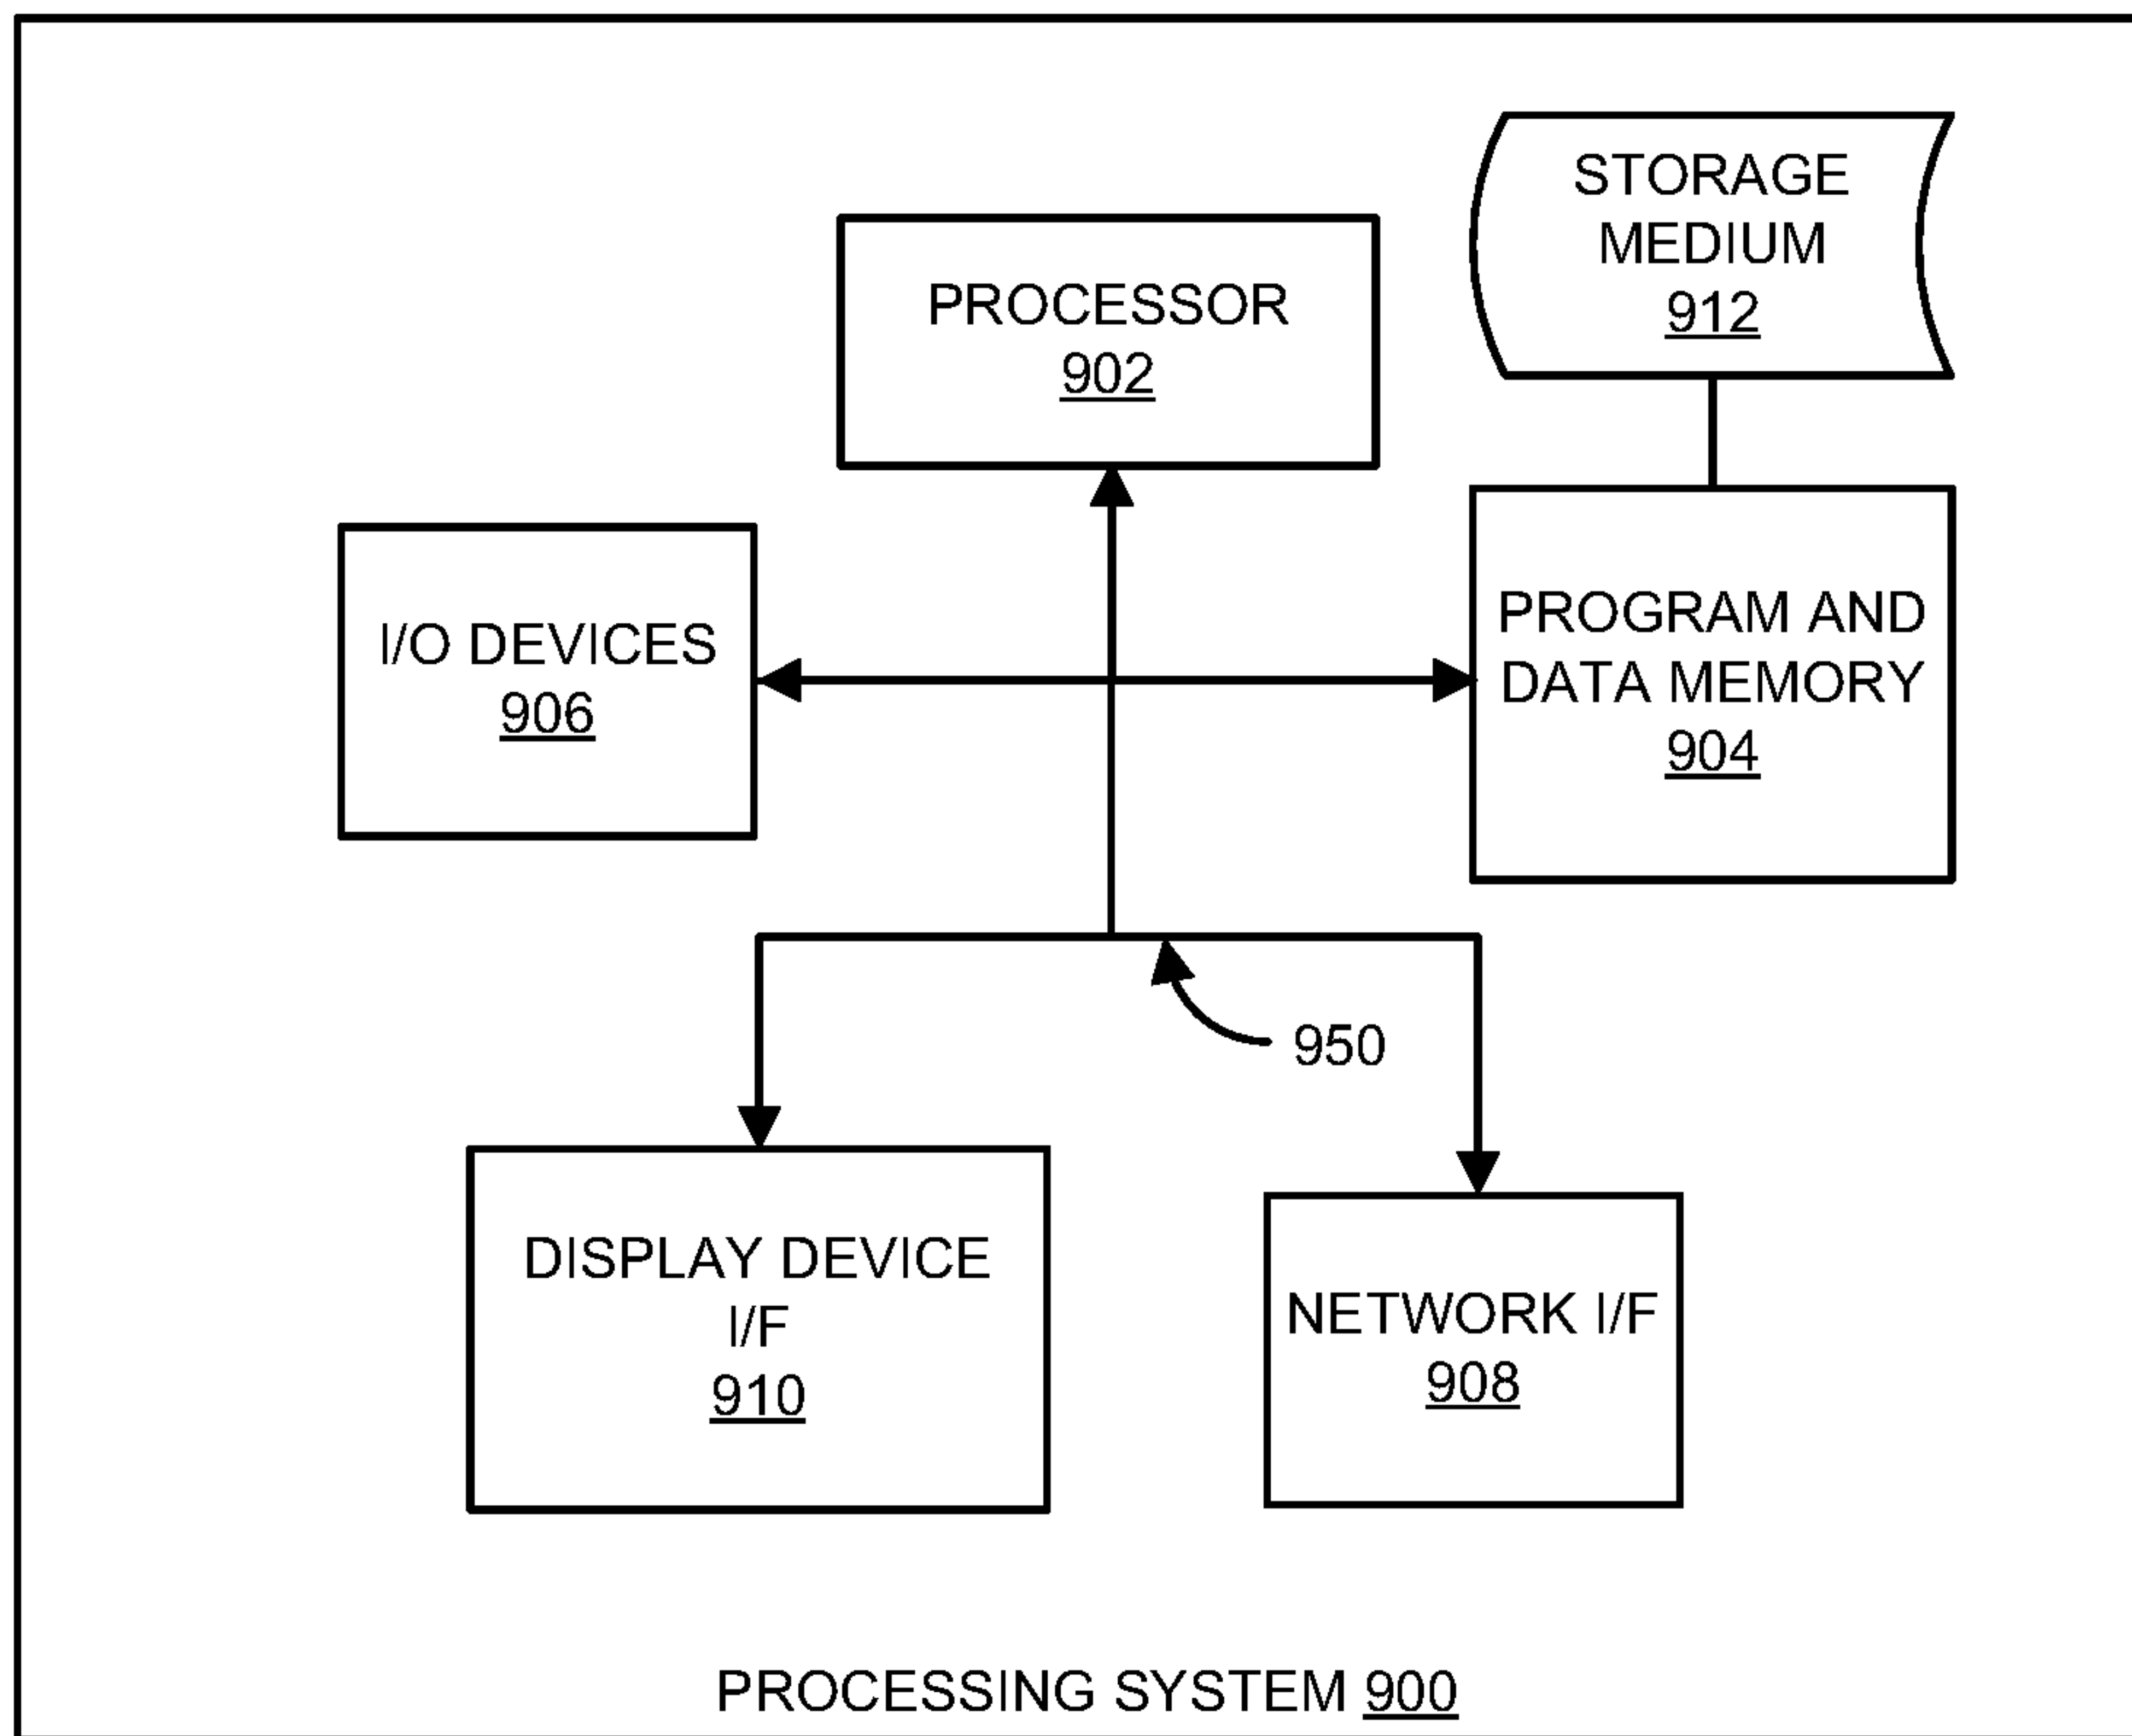 STORAGE
MEDIUM
912
PROCESSOR
902
I/O DEVICES
906
PROGRAM AND
DATA MEMORY
904
950
DISPLAY DEVICE
I/F
910
NETWORK I/F
908
PROCESSING SYSTEM 900